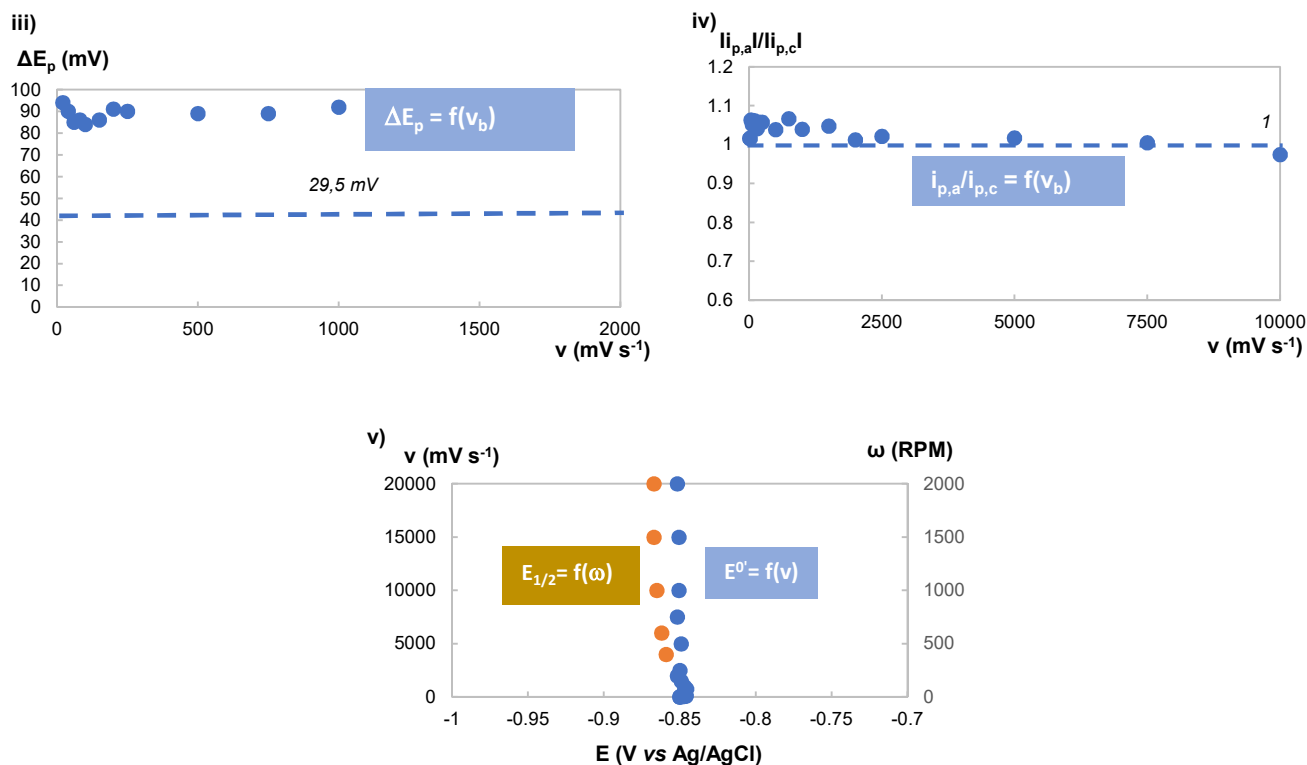 iii)
ΔEp (mV)
100
90
80
70
60
50
40
30
20
10
0
ΔEp = f(vb)
29,5 mV
0 500 1000 1500 2000
v (mV s-1)
iv)
|ip,a|/|ip,c|
1.2
1.1
1
0.9
0.8
0.7
0.6
1
ip,a/ip,c = f(vb)
0 2500 5000 7500 10000
v (mV s-1)
v)
v (mV s-1)
ω (RPM)
20000 2000
15000 1500
E1/2= f(ω) E0'= f(v)
10000 1000
5000 500
0 0
-1 -0.95 -0.9 -0.85 -0.8 -0.75 -0.7
E (V vs Ag/AgCl)